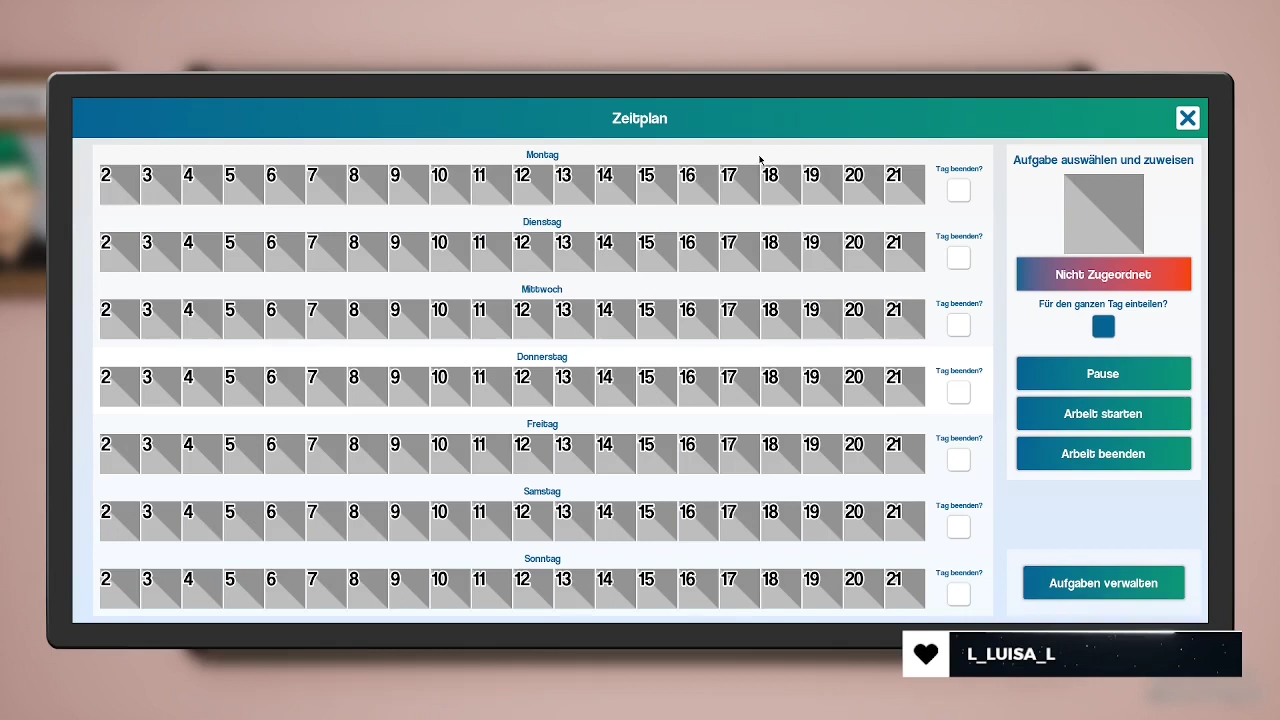 Zeitplan
Montag
2 3 4 5 6 7 8 9 10 11 12 13 14 15 16 17 18 19 20 21 Tag beenden?
Dienstag
2 3 4 5 6 7 8 9 10 11 12 13 14 15 16 17 18 19 20 21 Tag beenden?
Mittwoch
2 3 4 5 6 7 8 9 10 11 12 13 14 15 16 17 18 19 20 21 Tag beenden?
Donnerstag
2 3 4 5 6 7 8 9 10 11 12 13 14 15 16 17 18 19 20 21 Tag beenden?
Freitag
2 3 4 5 6 7 8 9 10 11 12 13 14 15 16 17 18 19 20 21 Tag beenden?
Samstag
2 3 4 5 6 7 8 9 10 11 12 13 14 15 16 17 18 19 20 21 Tag beenden?
Sonntag
2 3 4 5 6 7 8 9 10 11 12 13 14 15 16 17 18 19 20 21 Tag beenden?
Aufgabe auswählen und zuweisen
Nicht Zugeordnet
Für den ganzen Tag einteilen?
Pause
Arbeit starten
Arbeit beenden
Aufgaben verwalten
L_LUISA_L